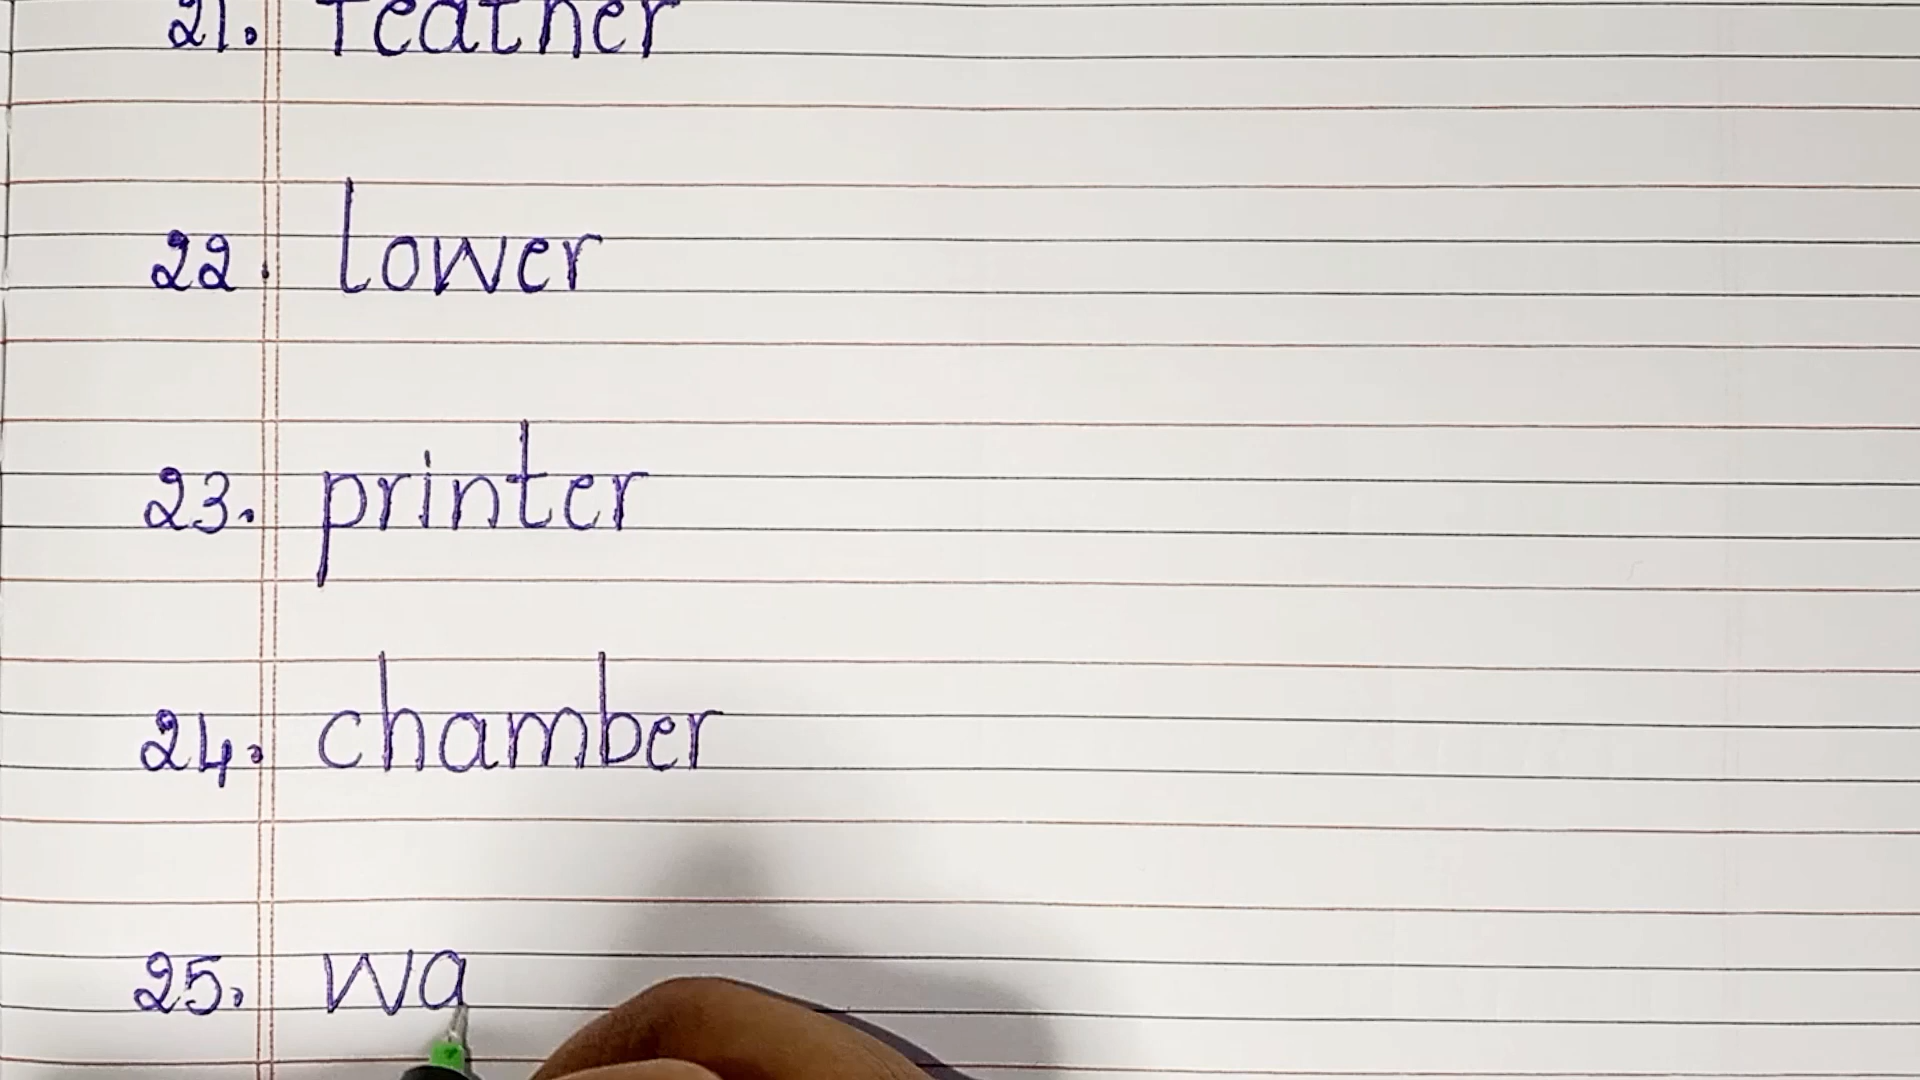 21. feather
22. lower
23. printer
24. chamber
25. wa